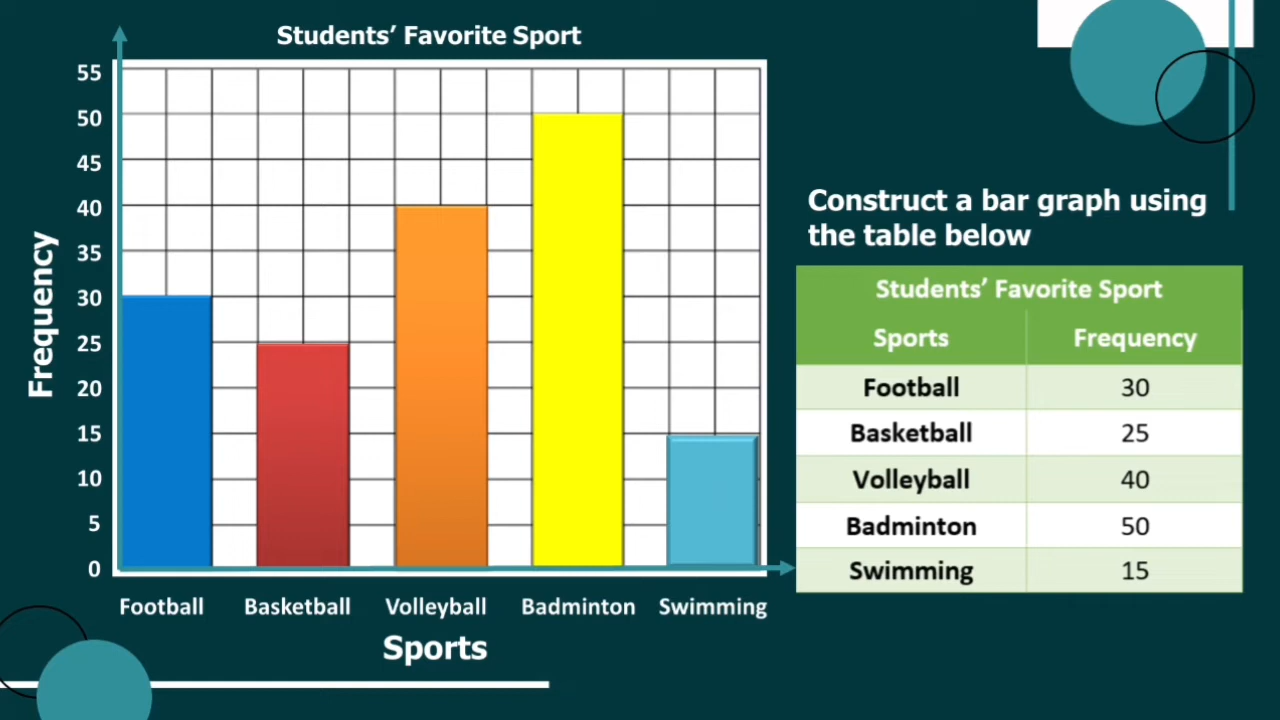 Students’ Favorite Sport
55
50
45
40
35
30
25
20
15
10
5
0
Frequency
Football Basketball Volleyball Badminton Swimming
Sports
Construct a bar graph using
the table below
Students’ Favorite Sport
Sports Frequency
Football 30
Basketball 25
Volleyball 40
Badminton 50
Swimming 15